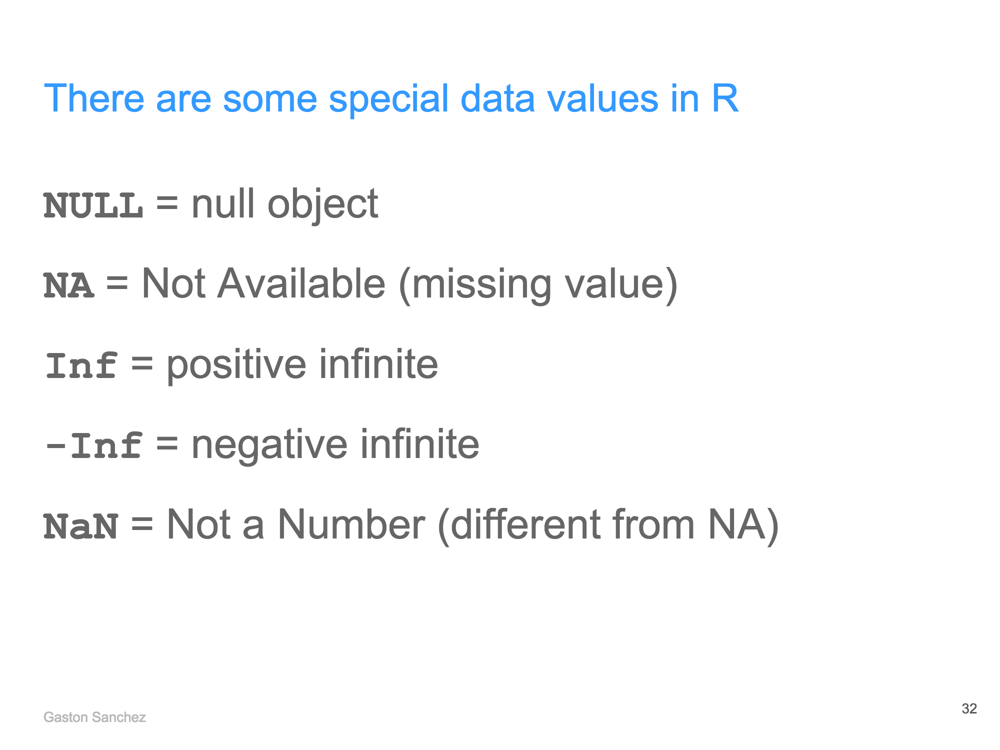 There are some special data values in R
NULL = null object
NA = Not Available (missing value)
Inf = positive infinite
-Inf = negative infinite
NaN = Not a Number (different from NA)
Gaston Sanchez
32